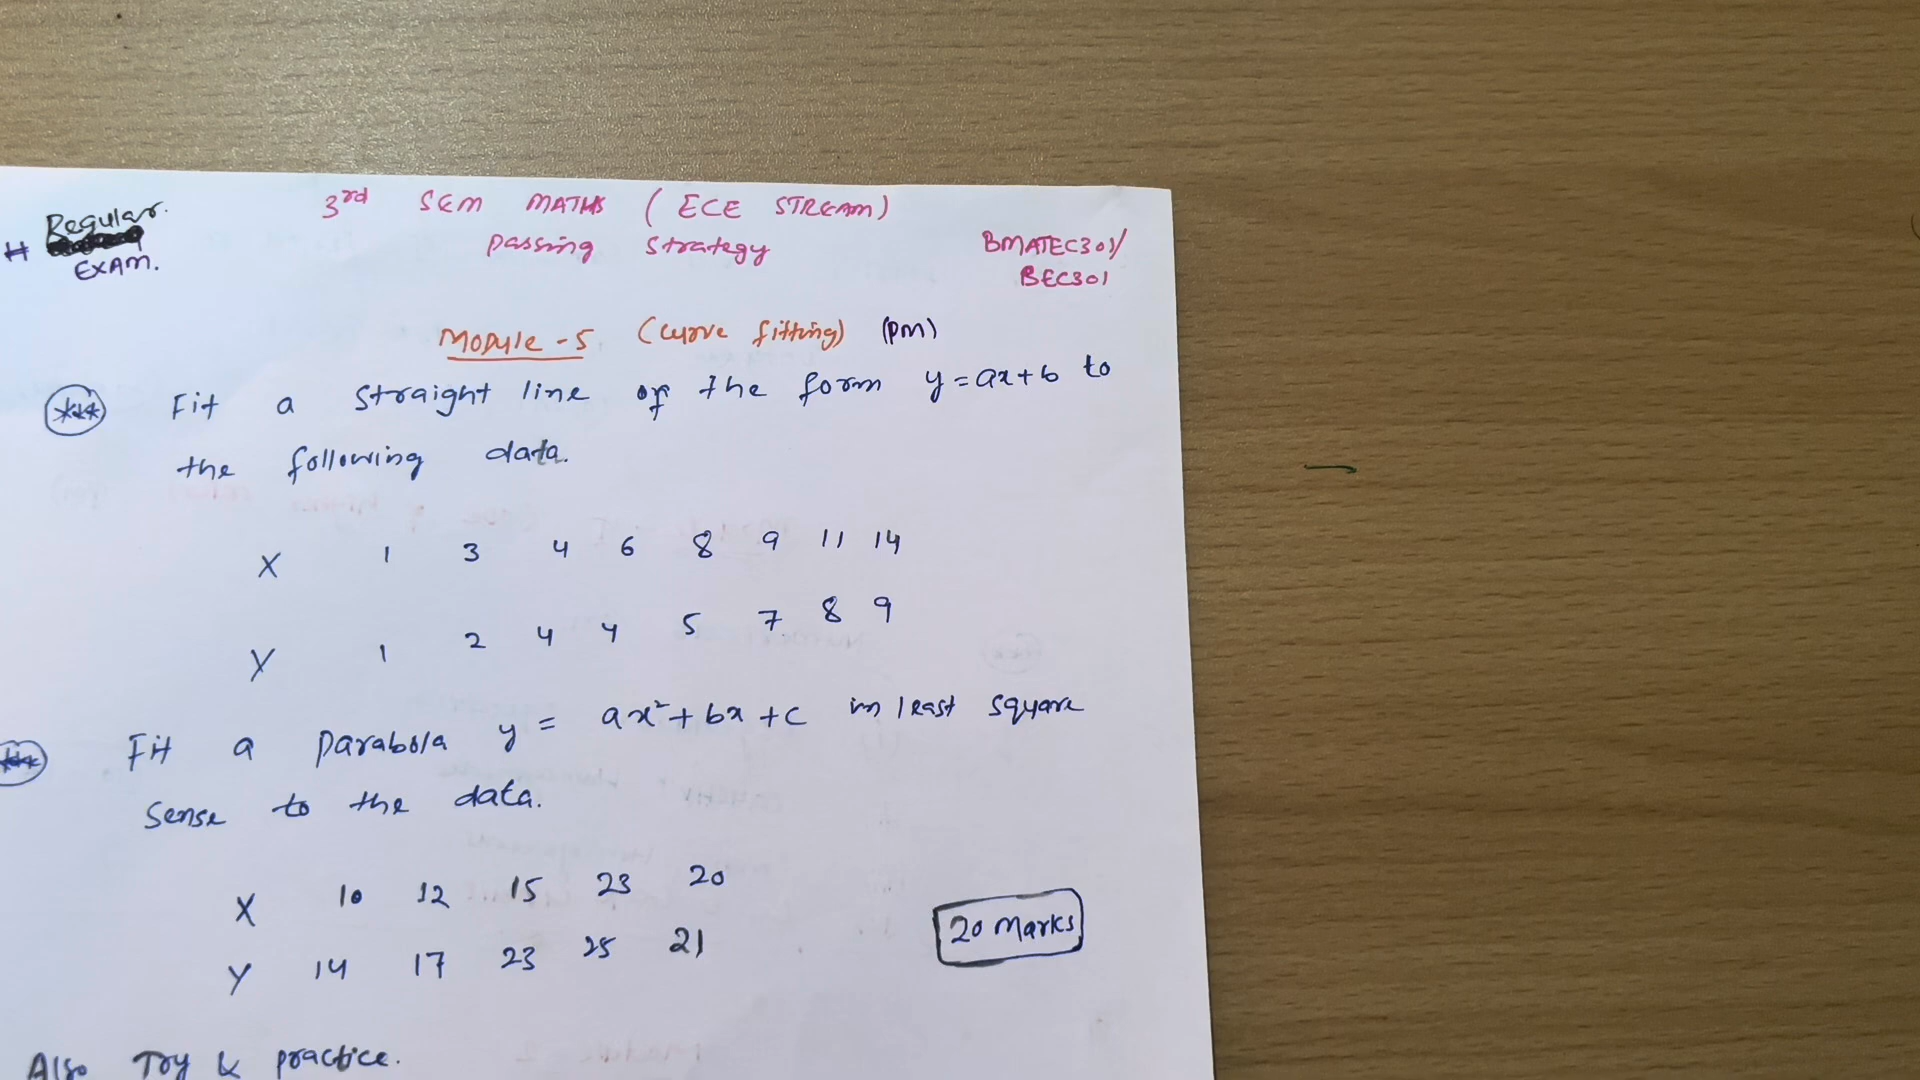 3rd SEM MATHS (ECE STREAM)
Passing Strategy
# Regular
EXAM.
BMATEC301/
BEC301
Module-5 (curve fitting) (PM)
*** Fit a straight line of the form y=ax+b to
the following data.
X 1 3 4 6 8 9 11 14
Y 1 2 4 4 5 7 8 9
*** Fit a parabola y = ax²+bx+c in least square
sense to the data.
X 10 12 15 23 20
Y 14 17 23 25 21
20 Marks
Also Try & practice.